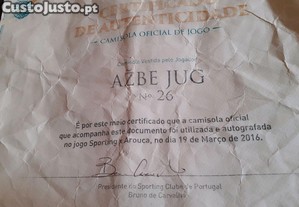 CustoJusto.pt
DE AUTENTICIDADE
CAMISOLA OFICIAL DE JOGO
AZBE JUG
Nº 26
É por este meio certificado que a camisola oficial
que acompanha este documento foi utilizada e autografada
no jogo Sporting x Arouca, no dia 19 de Março de 2016.
Presidente do Sporting Clube de Portugal
Bruno de Carvalho